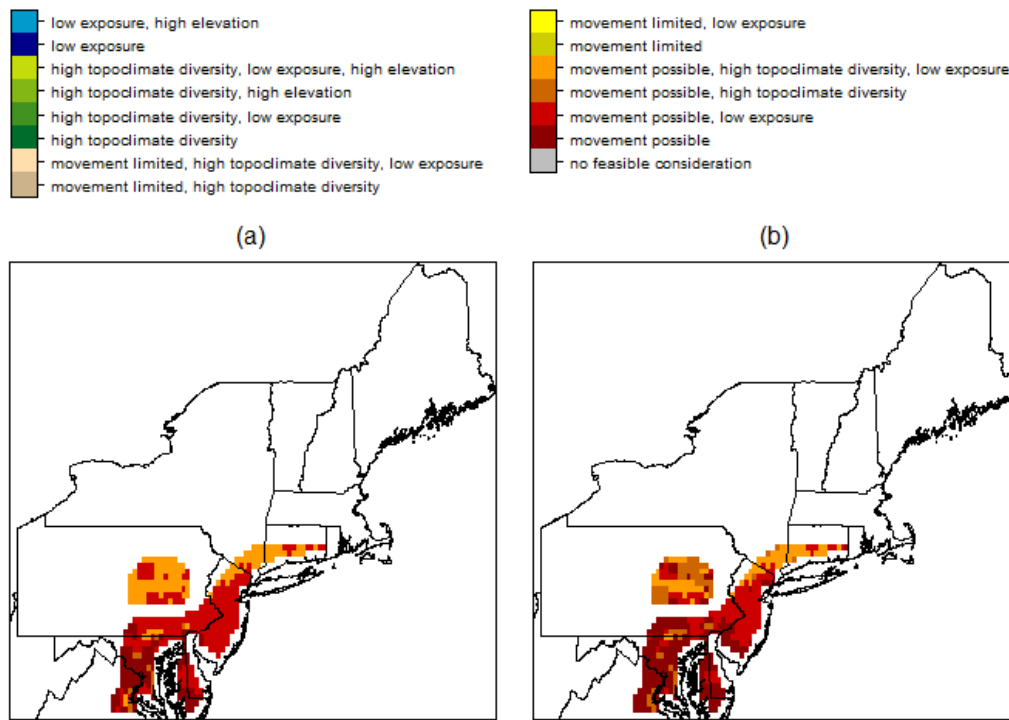 low exposure, high elevation
low exposure
high topoclimate diversity, low exposure, high elevation
high topoclimate diversity, high elevation
high topoclimate diversity, low exposure
high topoclimate diversity
movement limited, high topoclimate diversity, low exposure
movement limited, high topoclimate diversity
movement limited, low exposure
movement limited
movement possible, high topoclimate diversity, low exposure
movement possible, high topoclimate diversity
movement possible, low exposure
movement possible
no feasible consideration
(a)
(b)